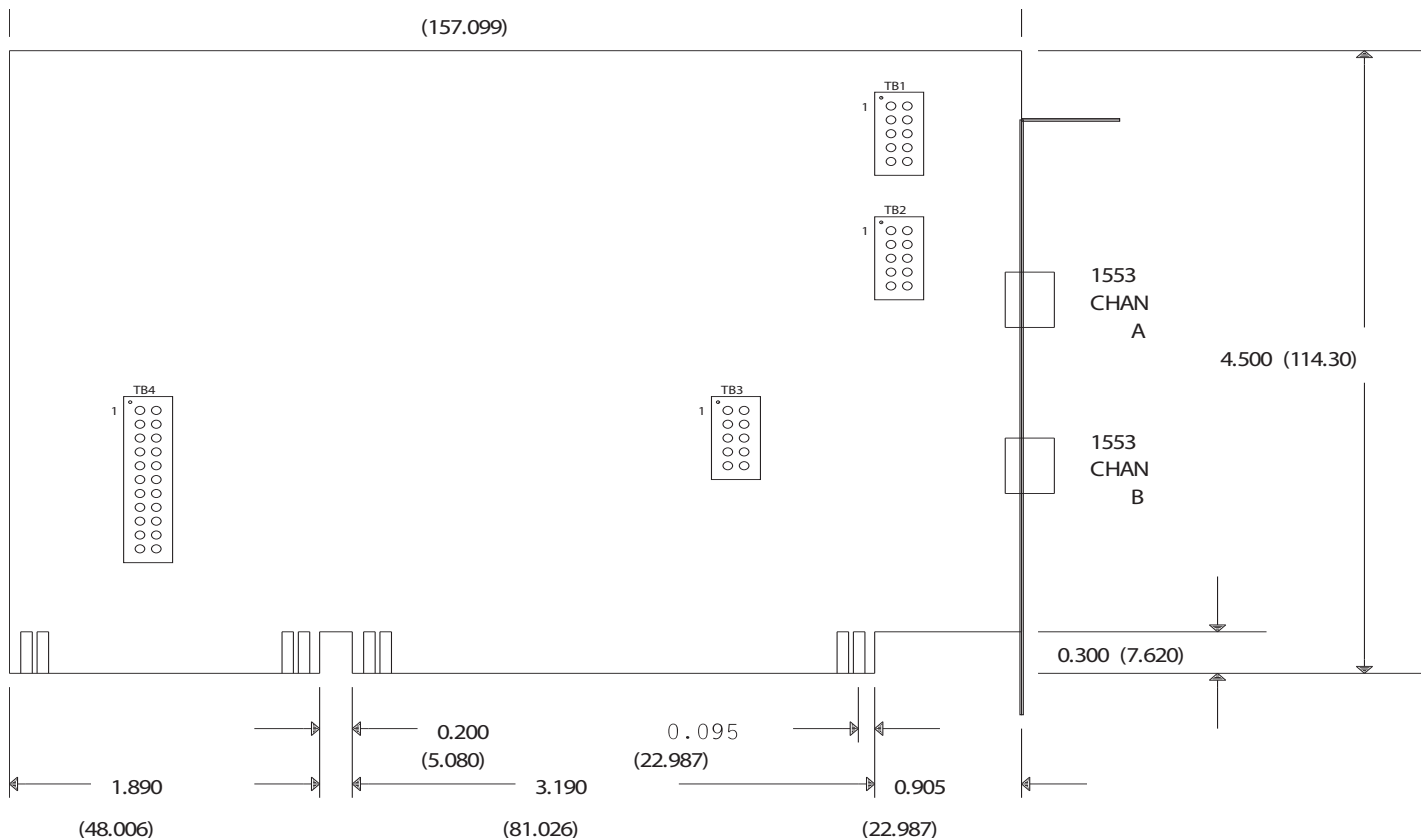 (157.099)
TB1
1
TB2
1
1553
CHAN
A
4.500 (114.30)
TB4
1
TB3
1
1553
CHAN
B
0.300 (7.620)
0.200
(5.080)
0.095
(22.987)
1.890
3.190
0.905
(48.006)
(81.026)
(22.987)